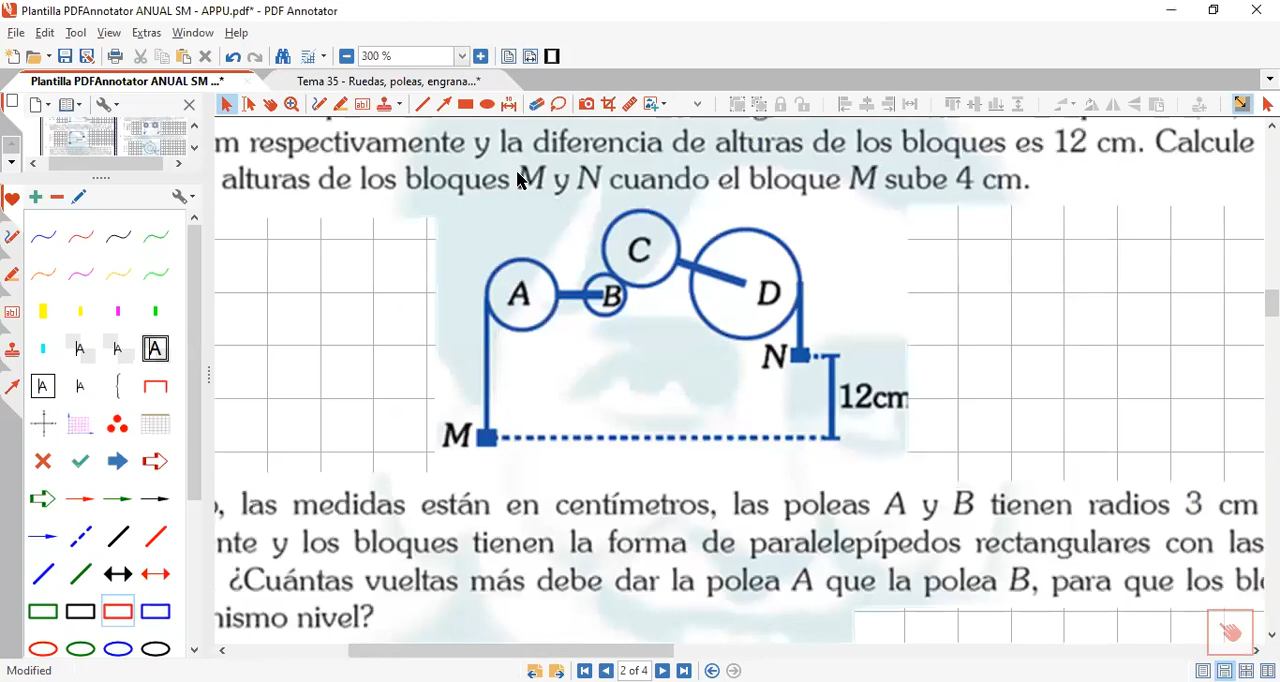 Plantilla PDFAnnotator ANUAL SM - APPU.pdf* - PDF Annotator
File Edit Tool View Extras Window Help
300 %
Plantilla PDFAnnotator ANUAL SM ...* Tema 35 - Ruedas, poleas, engrana...*
m respectivamente y la diferencia de alturas de los bloques es 12 cm. Calcule
alturas de los bloques M y N cuando el bloque M sube 4 cm.
C
A
B
D
N
12cm
M
, las medidas están en centímetros, las poleas A y B tienen radios 3 cm
nte y los bloques tienen la forma de paralelepípedos rectangulares con las
¿Cuántas vueltas más debe dar la polea A que la polea B, para que los bl
nismo nivel?
Modified
2 of 4